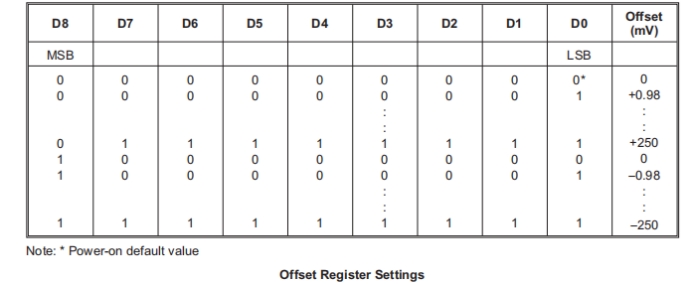 D8 D7 D6 D5 D4 D3 D2 D1 D0 Offset (mV)
MSB LSB
0 0 0 0 0 0 0 0 0* 0
0 0 0 0 0 0 0 0 1 +0.98
: :
: :
0 1 1 1 1 1 1 1 1 +250
1 0 0 0 0 0 0 0 0 0
1 0 0 0 0 0 0 0 1 –0.98
: :
: :
1 1 1 1 1 1 1 1 1 –250
Note: * Power-on default value
Offset Register Settings